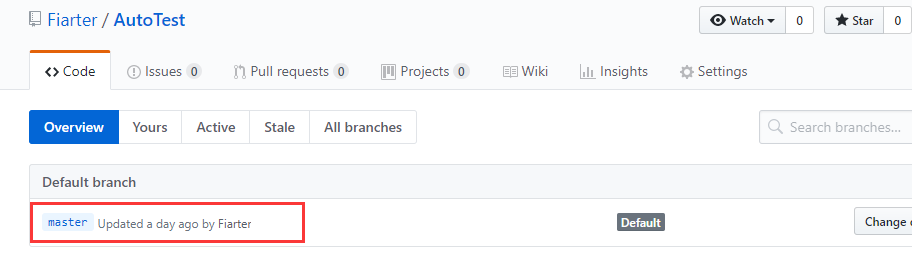 Fiarter / AutoTest
Watch 0 Star 0
Code Issues 0 Pull requests 0 Projects 0 Wiki Insights Settings
Overview Yours Active Stale All branches Search branches...
Default branch
master Updated a day ago by Fiarter Default Change